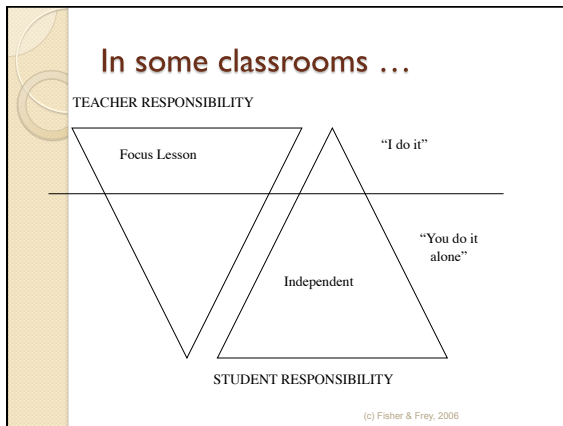 In some classrooms …
TEACHER RESPONSIBILITY
Focus Lesson
“I do it”
“You do it
alone”
Independent
STUDENT RESPONSIBILITY
(c) Fisher & Frey, 2006